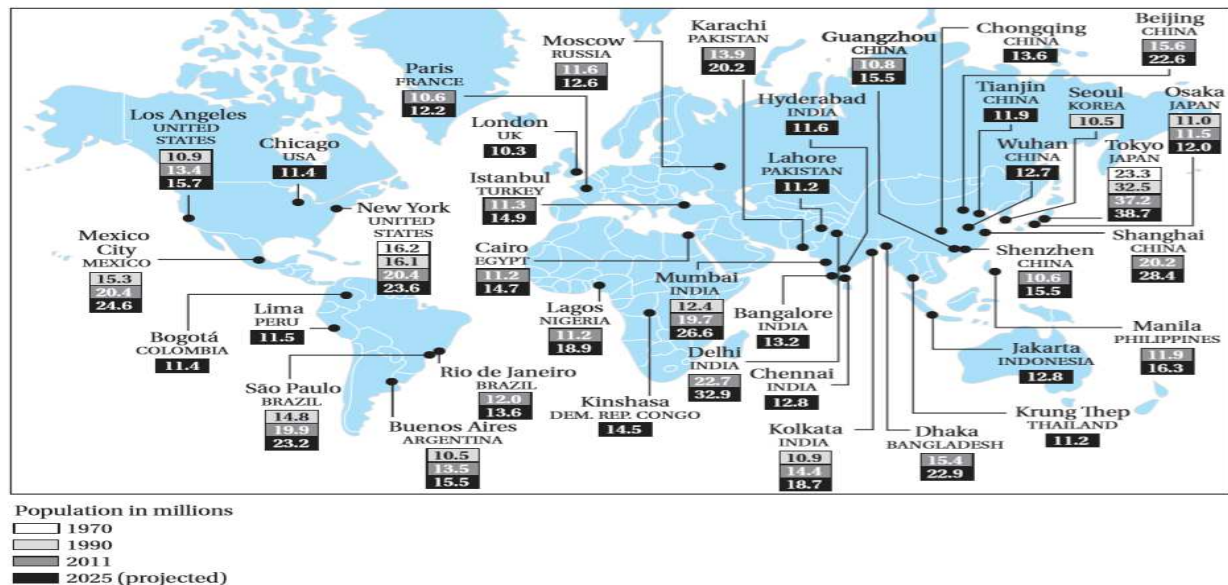 Los Angeles
UNITED
STATES
10.9
13.4
15.7
Chicago
USA
11.4
New York
UNITED
STATES
16.2
16.1
20.4
23.6
Mexico
City
MEXICO
15.3
20.4
24.6
Bogotá
COLOMBIA
11.4
Lima
PERU
11.5
São Paulo
BRAZIL
14.8
19.9
23.2
Rio de Janeiro
BRAZIL
12.0
13.6
Buenos Aires
ARGENTINA
10.5
13.5
15.5
Paris
FRANCE
10.6
12.2
Moscow
RUSSIA
11.6
12.6
London
UK
10.3
Istanbul
TURKEY
11.3
14.9
Cairo
EGYPT
11.2
14.7
Lagos
NIGERIA
11.2
18.9
Kinshasa
DEM. REP. CONGO
14.5
Karachi
PAKISTAN
13.9
20.2
Guangzhou
CHINA
10.8
15.5
Hyderabad
INDIA
11.6
Lahore
PAKISTAN
11.2
Mumbai
INDIA
12.4
19.7
26.6
Bangalore
INDIA
13.2
Delhi
INDIA
22.7
32.9
Chennai
INDIA
12.8
Kolkata
INDIA
10.9
14.4
18.7
Dhaka
BANGLADESH
15.4
22.9
Chongqing
CHINA
13.6
Beijing
CHINA
15.6
22.6
Tianjin
CHINA
11.9
Seoul
KOREA
10.5
Osaka
JAPAN
11.0
11.5
12.0
Wuhan
CHINA
12.7
Tokyo
JAPAN
23.3
32.5
37.2
38.7
Shanghai
CHINA
20.2
28.4
Shenzhen
CHINA
10.6
15.5
Manila
PHILIPPINES
11.9
16.3
Jakarta
INDONESIA
12.8
Krung Thep
THAILAND
11.2
Population in millions
1970
1990
2011
2025 (projected)